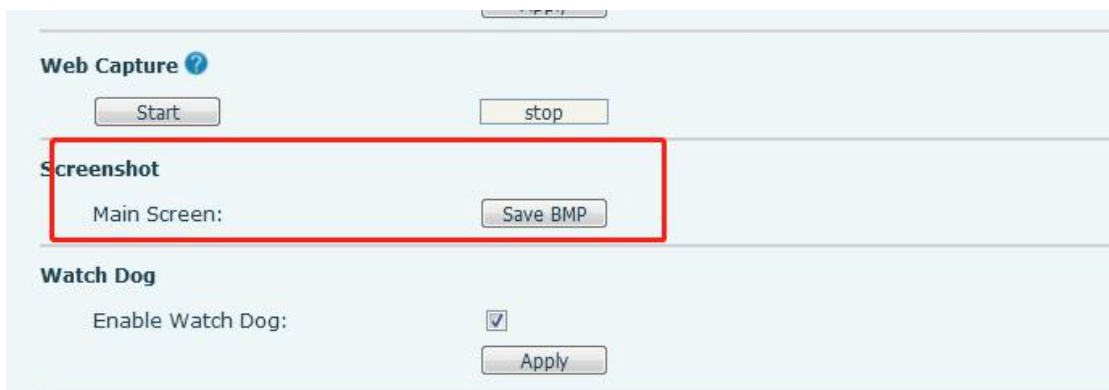 Web Capture
Start stop
Screenshot
Main Screen: Save BMP
Watch Dog
Enable Watch Dog:
Apply